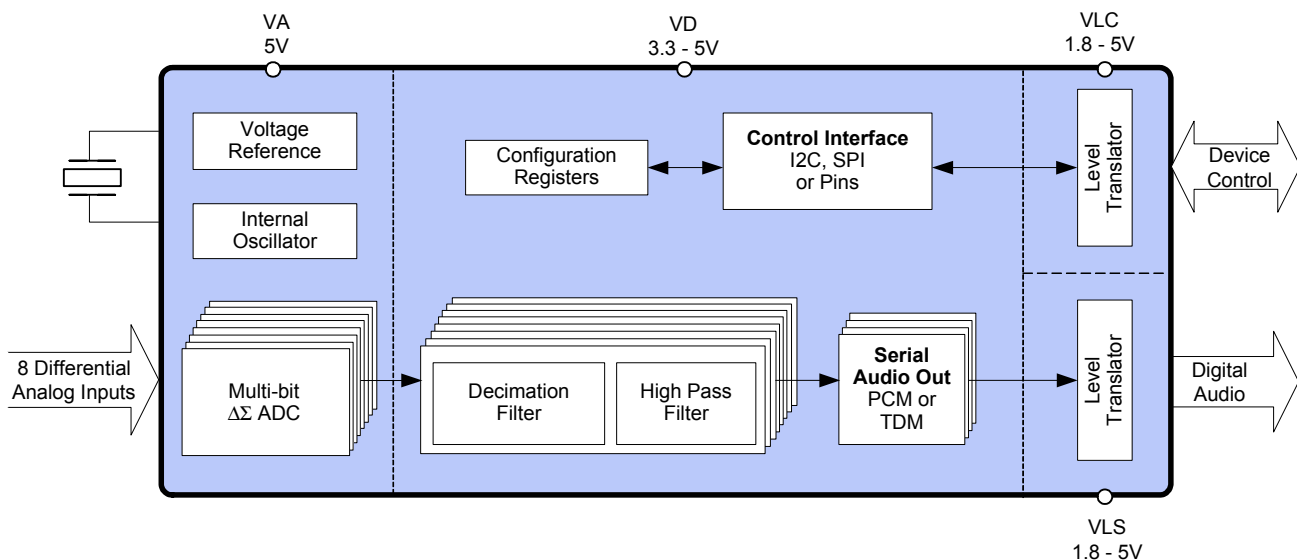 VA
5V
VD
3.3 - 5V
VLC
1.8 - 5V
Voltage
Reference
Internal
Oscillator
Configuration
Registers
Control Interface
I2C, SPI
or Pins
Level
Translator
Device
Control
8 Differential
Analog Inputs
Multi-bit
ΔΣ ADC
Decimation
Filter
High Pass
Filter
Serial
Audio Out
PCM or
TDM
Level
Translator
Digital
Audio
VLS
1.8 - 5V